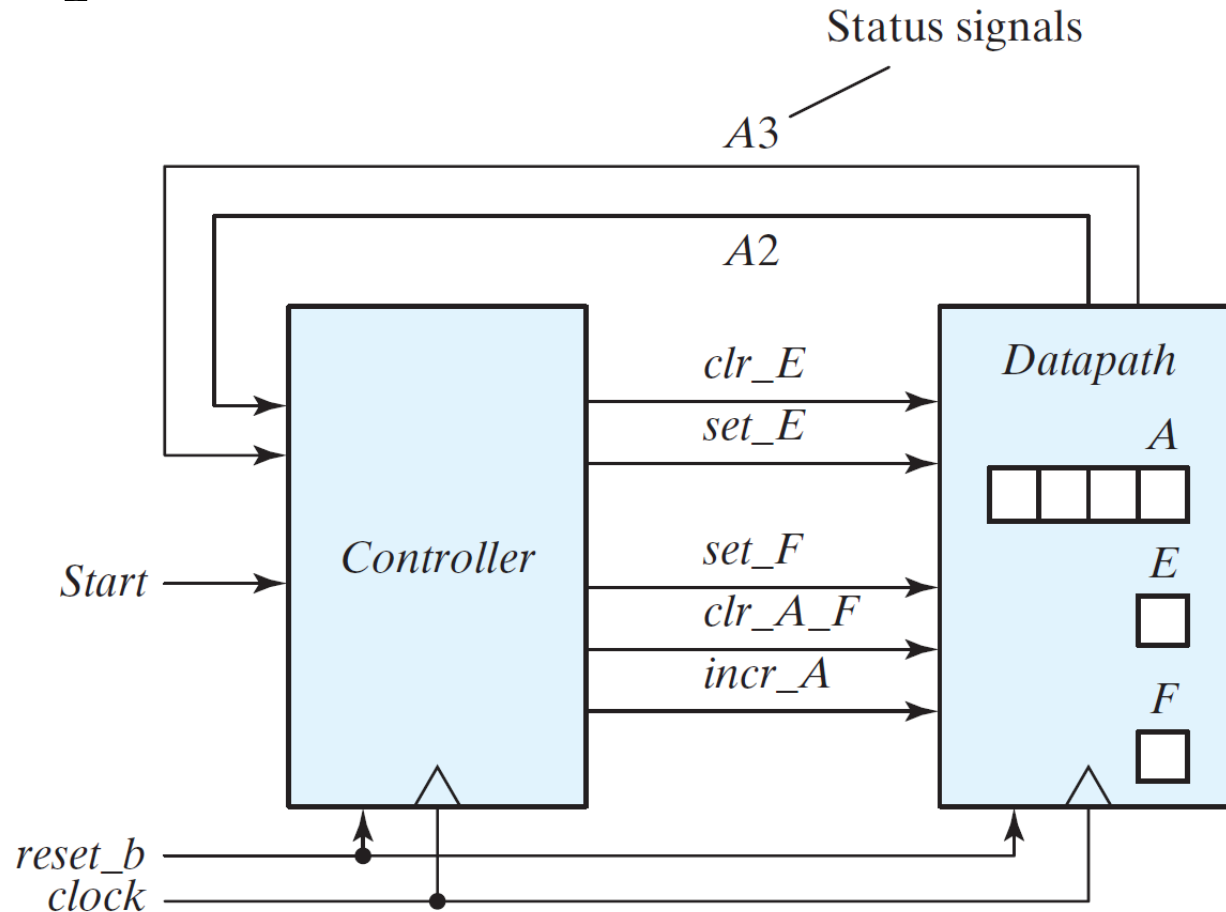 Status signals
A3
A2
clr_E
Datapath
set_E
A
Controller
set_F
E
Start
clr_A_F
incr_A
F
reset_b
clock